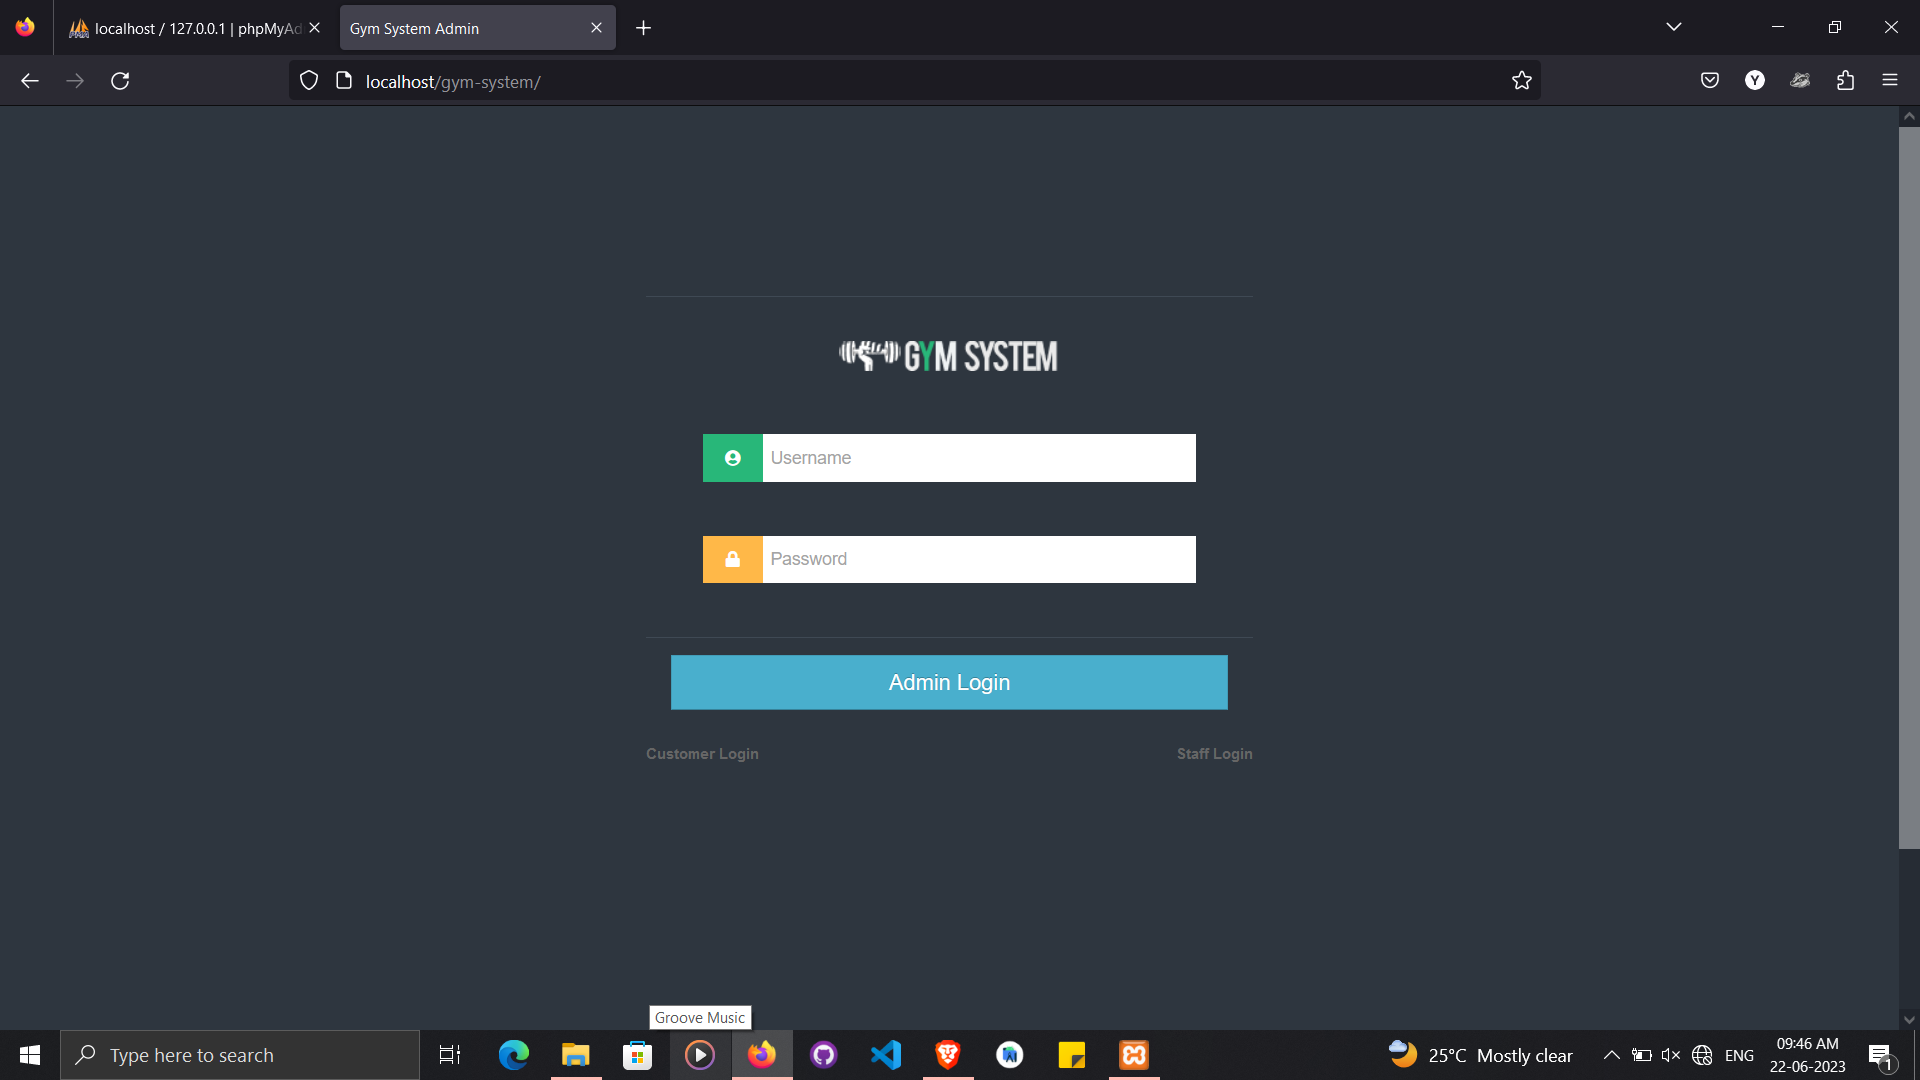 localhost / 127.0.0.1 | phpMyAd
Gym System Admin
localhost/gym-system/
Y
GYM SYSTEM
Username
Password
Admin Login
Customer Login
Staff Login
Groove Music
Type here to search
25°C Mostly clear
ENG
09:46 AM
22-06-2023
1